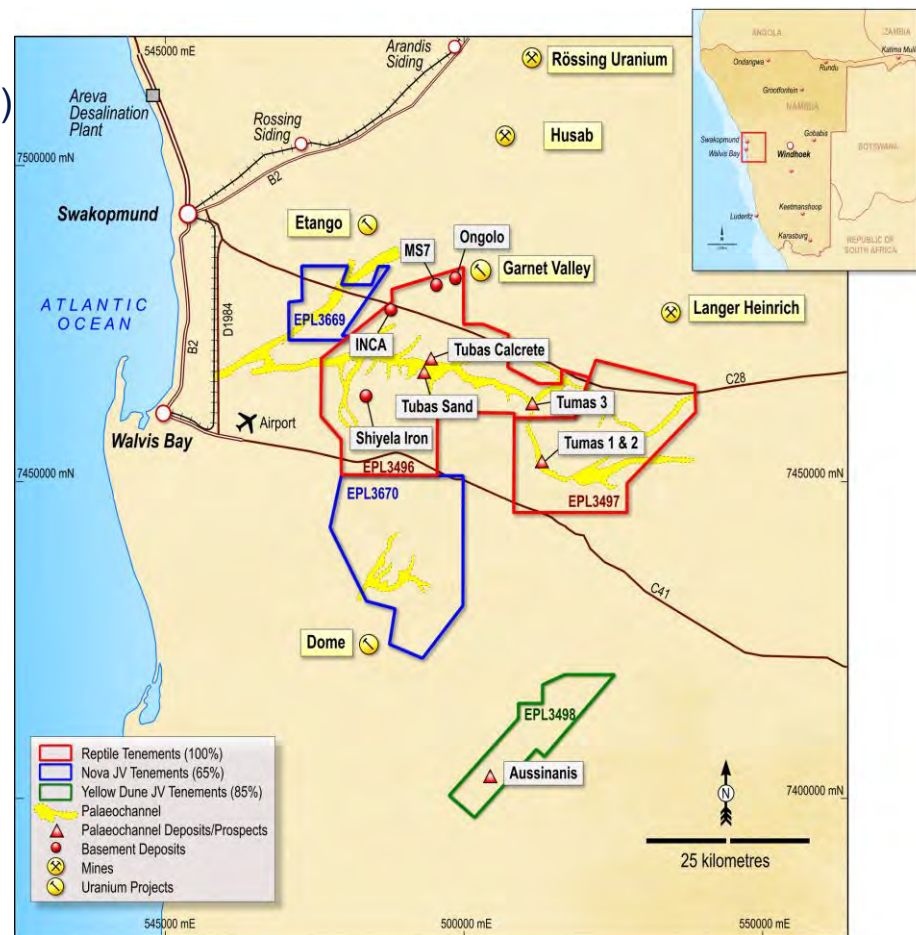 )
545000 mE
Arandis
Siding
Rössing Uranium
Areva
Desalination
Plant
Rossing
Siding
Husab
7500000 mN
B2
Swakopmund
Etango
MS7
Ongolo
Garnet Valley
ATLANTIC
OCEAN
D1984
B2
EPL3669
INCA
Tubas Calcrete
Langer Heinrich
C28
Tubas Sand
Tumas 3
Airport
Walvis Bay
Shiyela Iron
Tumas 1 & 2
7450000 mN
EPL3496
7450000 mN
EPL3670
EPL3497
C41
Dome
EPL3498
Aussinanis
Reptile Tenements (100%)
Nova JV Tenements (65%)
Yellow Dune JV Tenements (85%)
Palaeochannel
Palaeochannel Deposits/Prospects
Basement Deposits
Mines
Uranium Projects
N
7400000 mN
25 kilometres
545000 mE
500000 mE
550000 mE
ANGOLA
ZAMBIA
Katima Mulilo
Ondangwa
Rundu
Grootfontein
NAMIBIA
Gobabis
Swakopmund
Walvis Bay
Windhoek
BOTSWANA
Luderitz
Keetmanshoop
Karasburg
REPUBLIC OF
SOUTH AFRICA